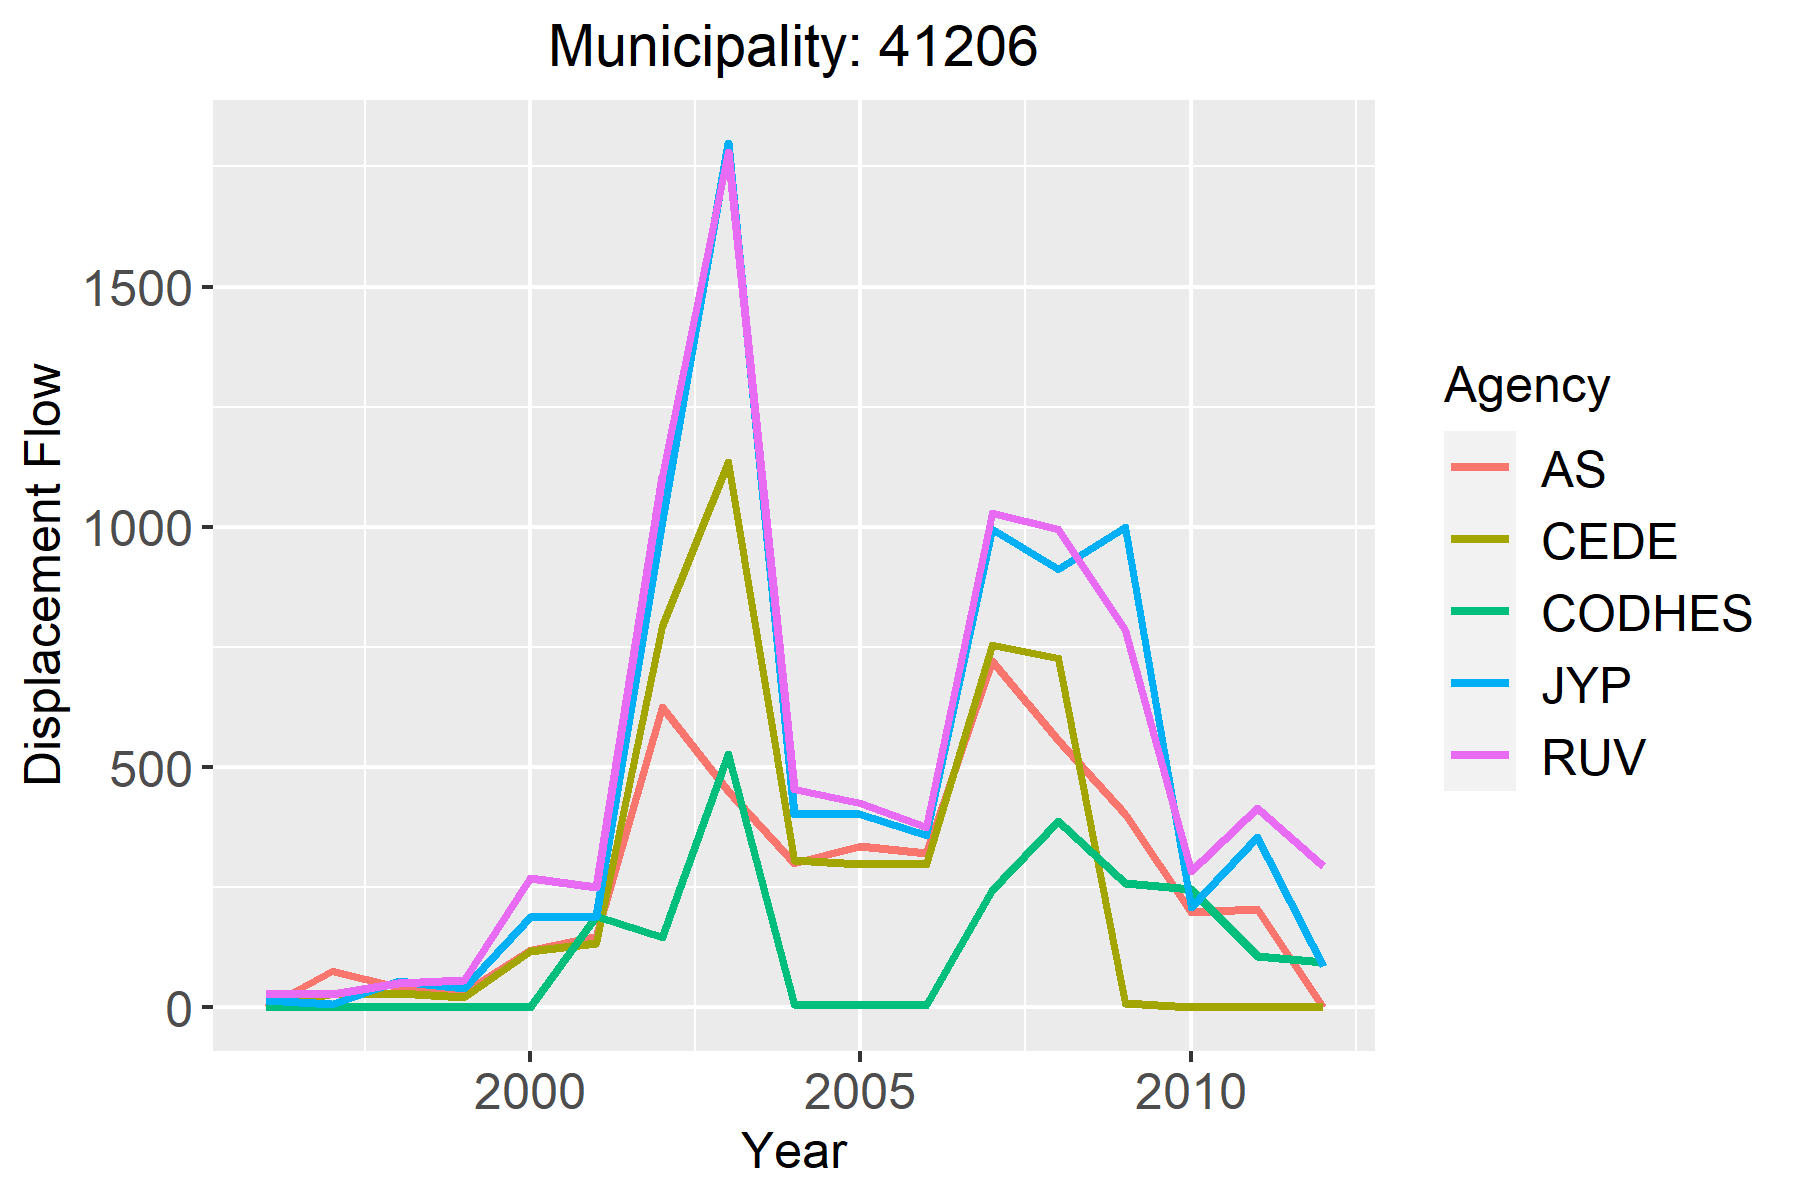 Municipality: 41206
Displacement Flow
1500
1000
500
0
2000 2005 2010
Year
Agency
AS
CEDE
CODHES
JYP
RUV